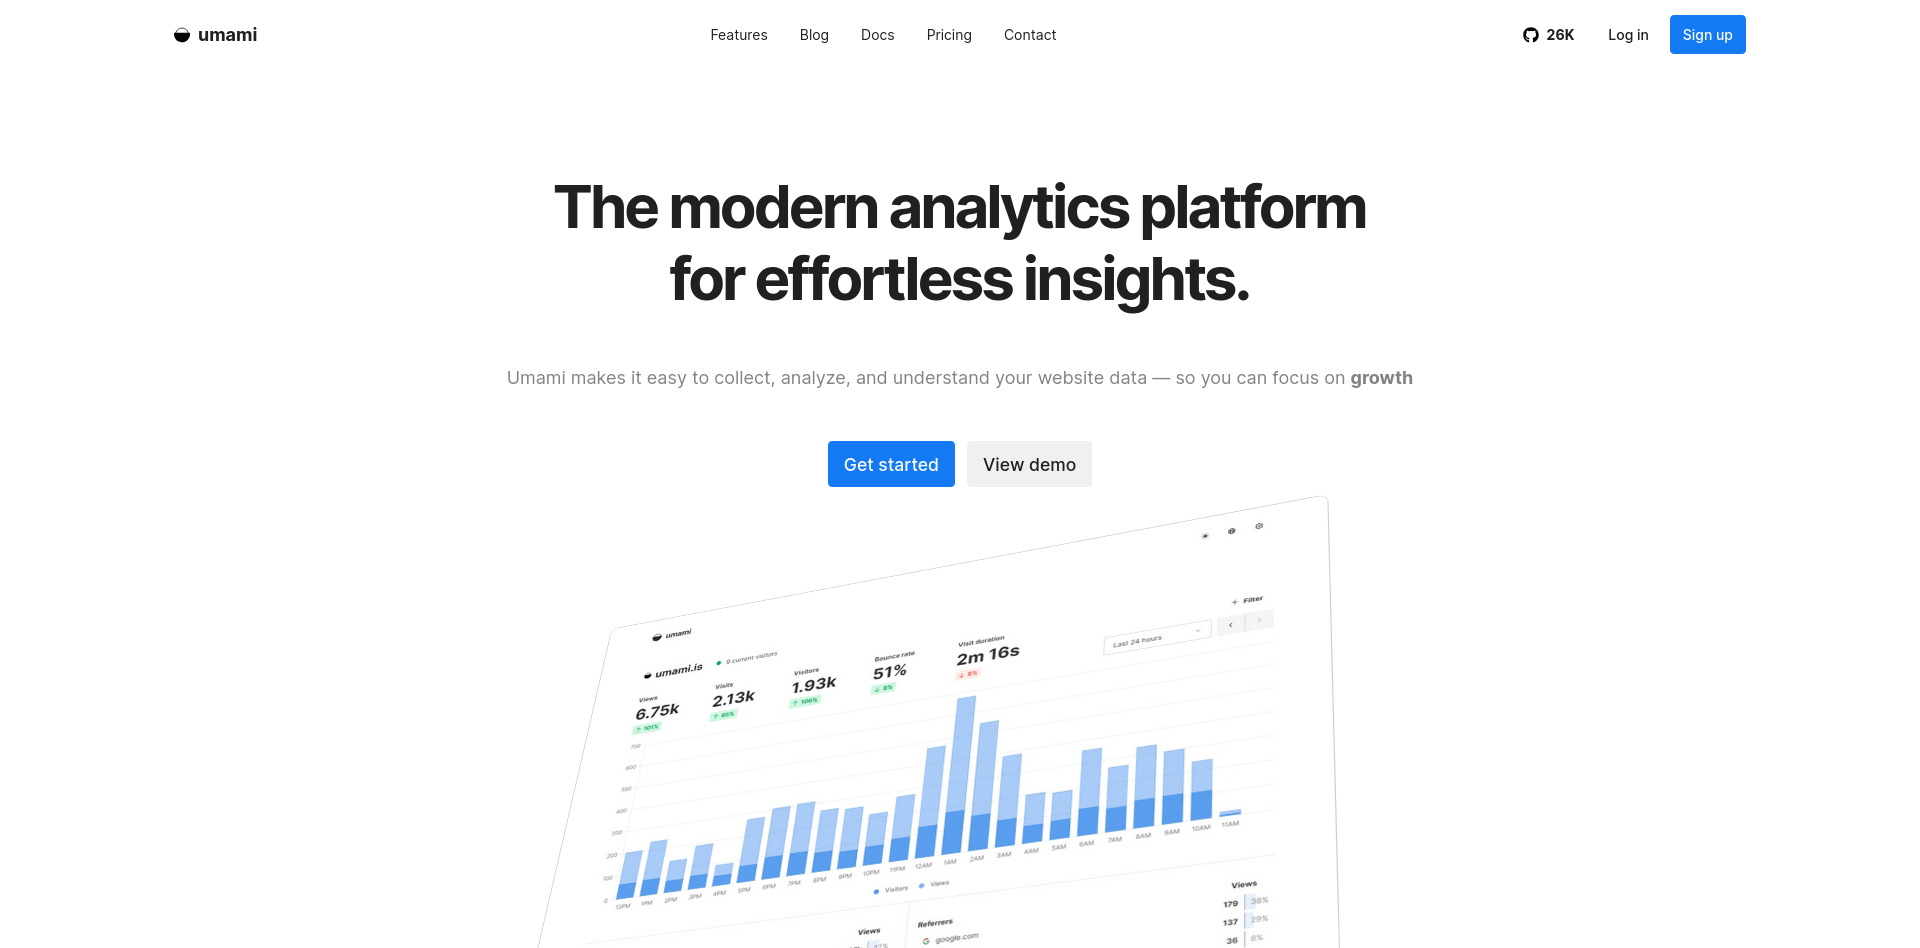 umami
Features
Blog
Docs
Pricing
Contact
26K
Log in
Sign up
The modern analytics platform
for effortless insights.
Umami makes it easy to collect, analyze, and understand your website data — so you can focus on growth
Get started
View demo
umami
umami.is
9 current visitors
Filter
Last 24 hours
Views
6.75k
↑ 101%
Visits
2.13k
↑ 95%
Visitors
1.93k
↑ 106%
Bounce rate
51%
↓ 8%
Visit duration
2m 16s
↓ 6%
700
600
500
400
300
200
100
0
12PM 1PM 2PM 3PM 4PM 5PM 6PM 7PM 8PM 9PM 10PM 11PM 12AM 1AM 2AM 3AM 4AM 5AM 6AM 7AM 8AM 9AM 10AM 11AM
Visitors
Views
Views
Referrers
Views
google.com
179 38%
137 29%
36 8%